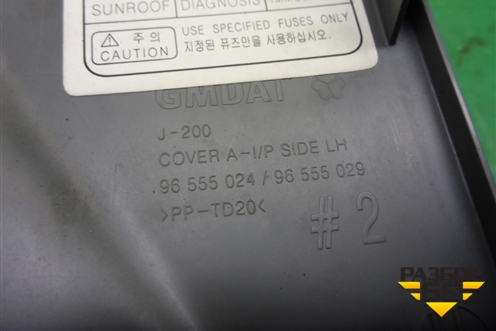 SUNROOF DIAGNOSIS
⚠ 주의
CAUTION
USE SPECIFIED FUSES ONLY
지정된 퓨즈만을 사용하십시오.
GMDAT
J-200
COVER A-I/P SIDE LH
96 555 024 / 96 555 029
>PP-TD20<
#2